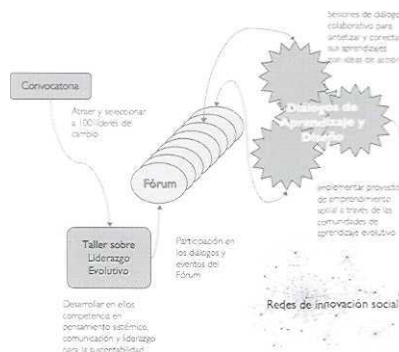 Sesiones de diálogo
colaborativo para
sintetizar y conectar
sus aprendizajes
con ideas de acción
Convocatoria
Atraer y seleccionar
a 100 líderes del
cambio
Diálogos de
Aprendizaje y
Diseño
Fórum
Implementar proyectos
de emprendimiento
social a través de las
comunidades de
aprendizaje evolutivo
Taller sobre
Liderazgo
Evolutivo
Participación en
los diálogos y
eventos del
Fórum
Desarrollar en ellos
competencia en
pensamiento sistémico,
comunicación y liderazgo
para la sustentabilidad
Redes de innovación social